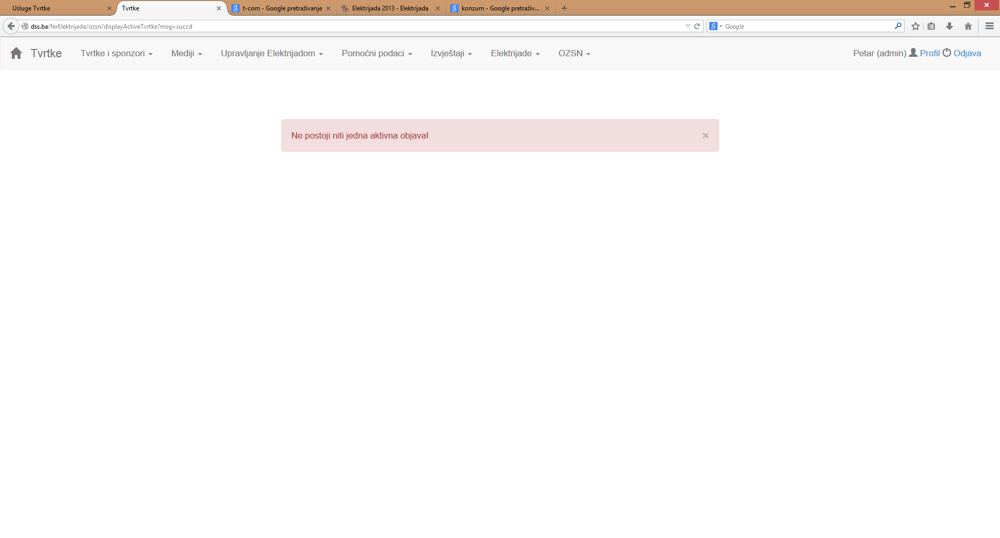 Usluge Tvrtke
Tvrtke
t-com - Google pretraživanje
Elektrijada 2013 - Elektrijada
konzum - Google pretraživ...
dss.ba/ferElektrijada/ozsn/displayActiveTvrtke?msg=succd
Google
Tvrtke
Tvrtke i sponzori
Mediji
Upravljanje Elektrijadom
Pomoćni podaci
Izvještaji
Elektrijade
OZSN
Petar (admin) Profil Odjava
Ne postoji niti jedna aktivna objava!